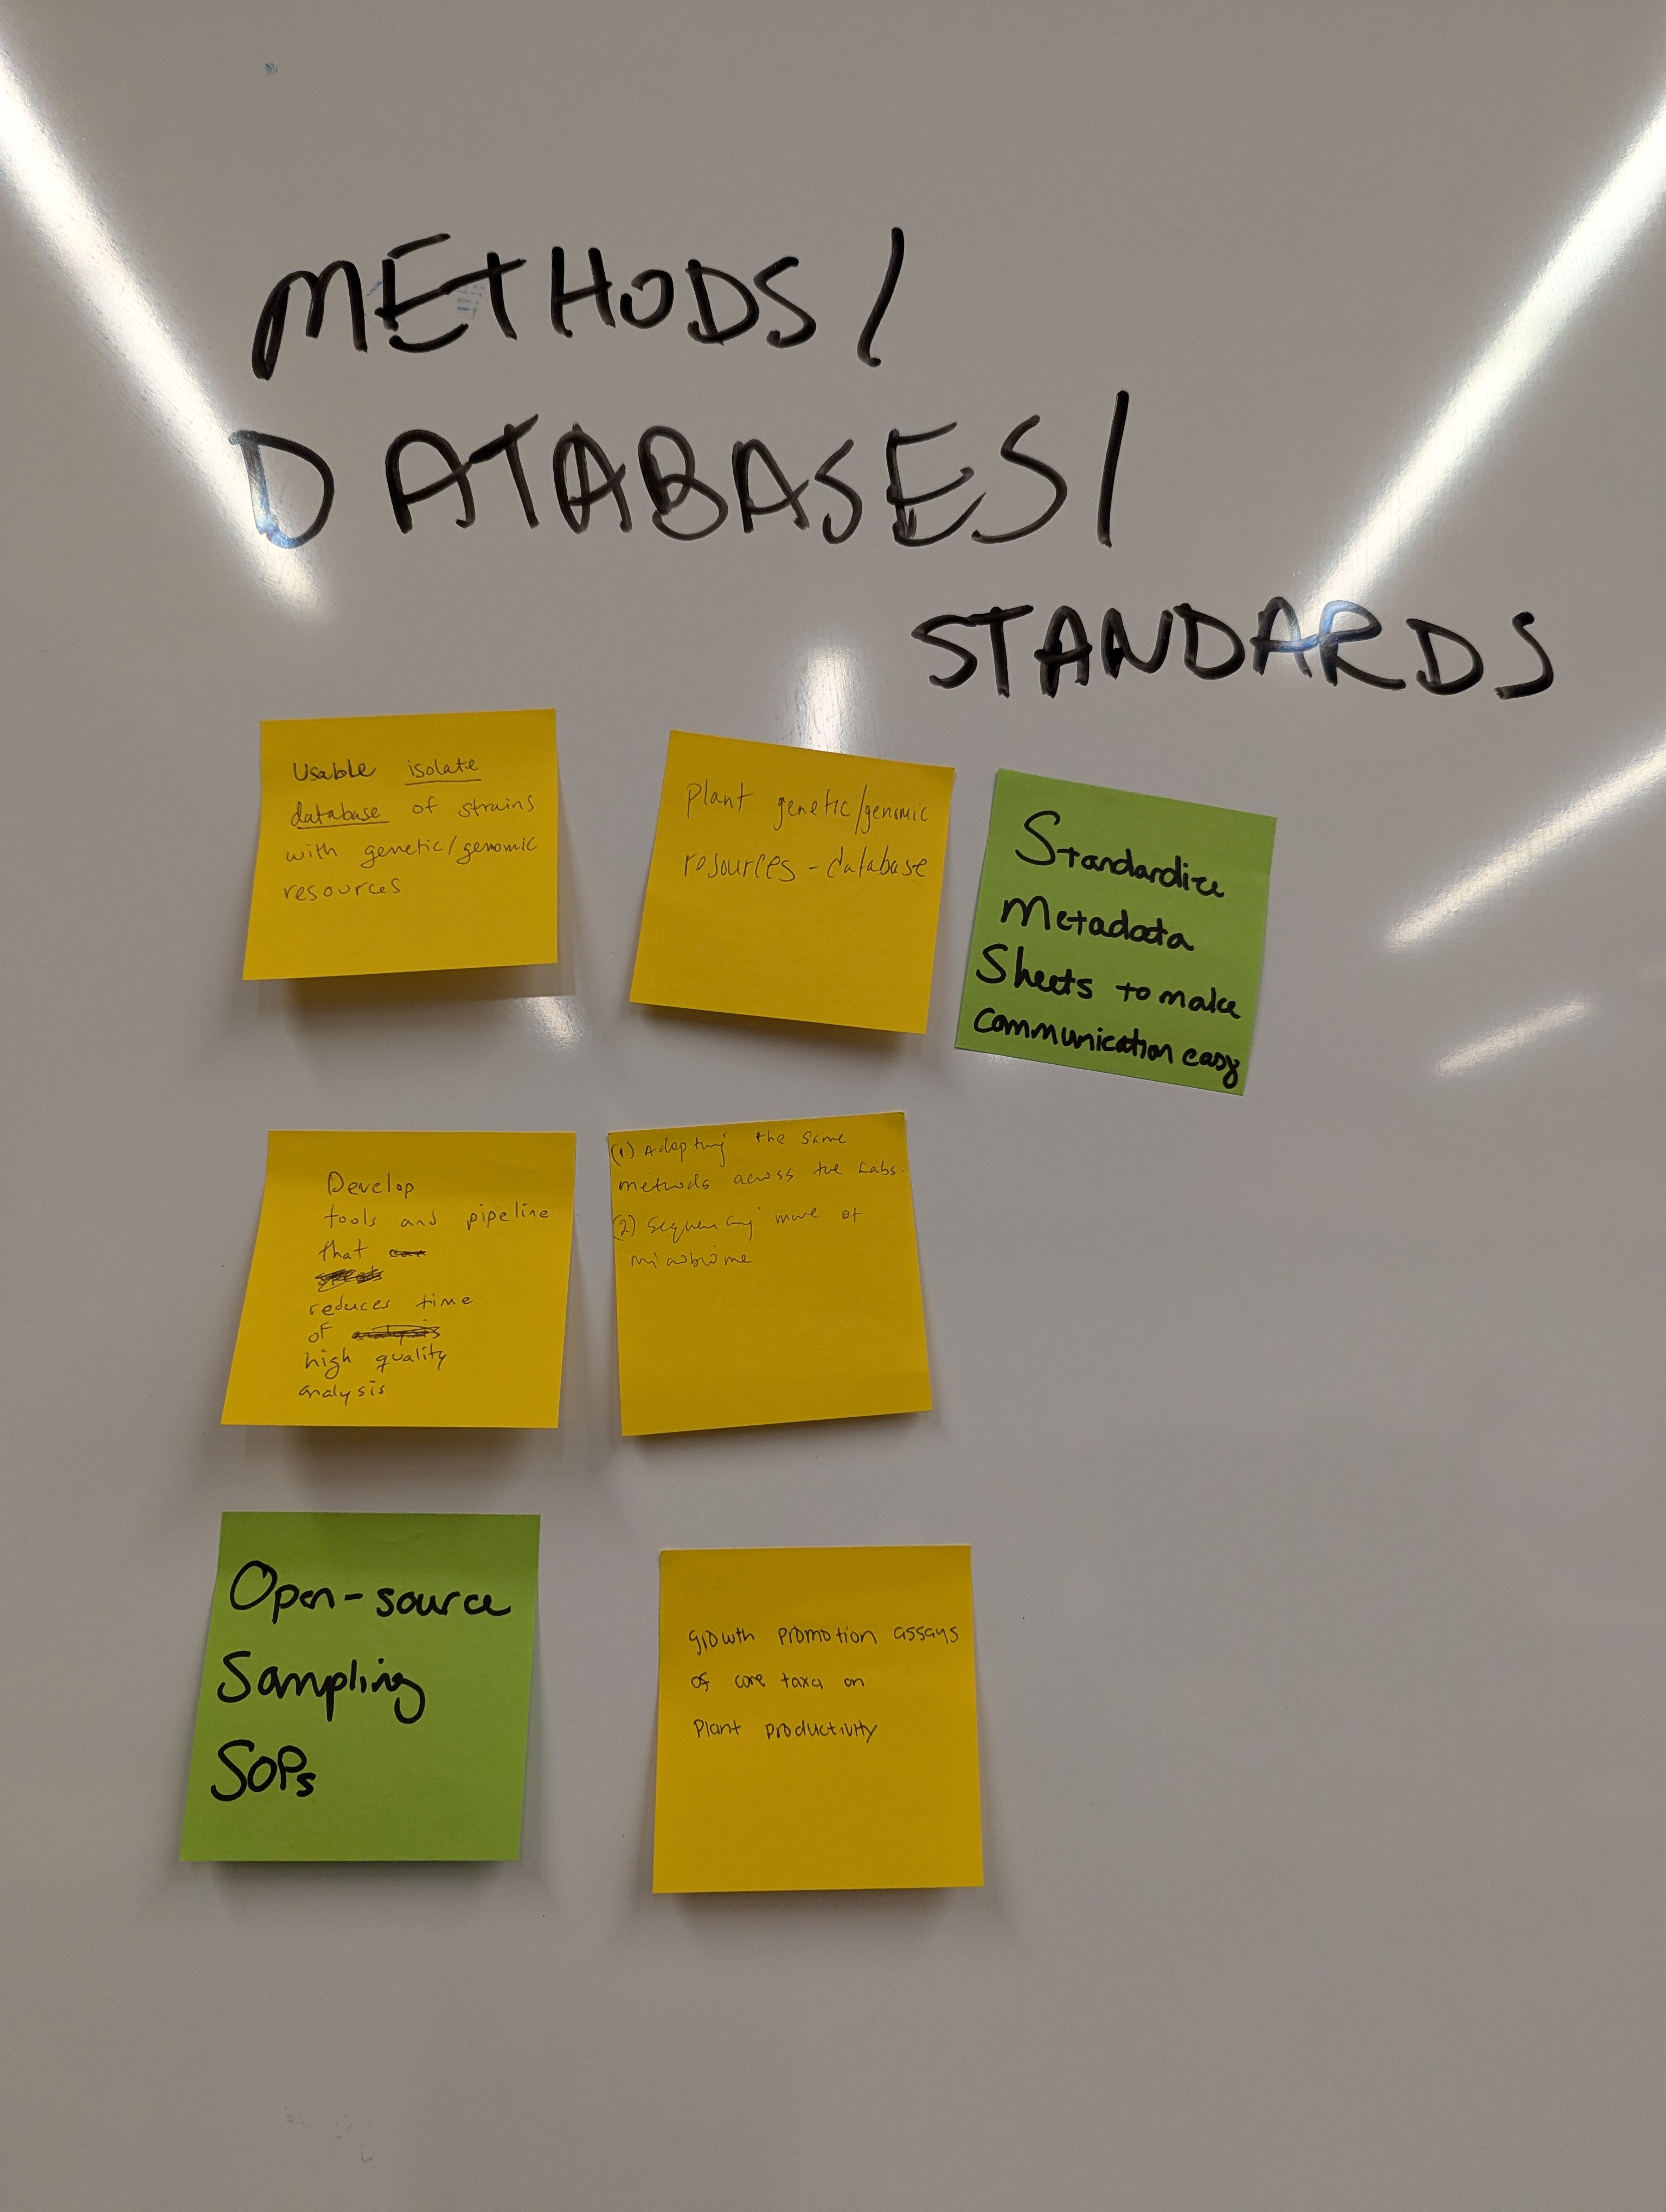 METHODS/
DATABASES/
STANDARDS
Usable isolate
database of strains
with genetic/genomic
resources
Plant genetic/genomic
resources - database
Standardize
Metadata
Sheets to make
communication easy
Develop
tools and pipeline
that
reduces time
of analysis
high quality
analysis
(1) Adopting the same
methods across the Labs.
(2) Sequencing more of
microbiome
Open-source
Sampling
SOPs
growth promotion assays
of core taxa on
Plant productivity